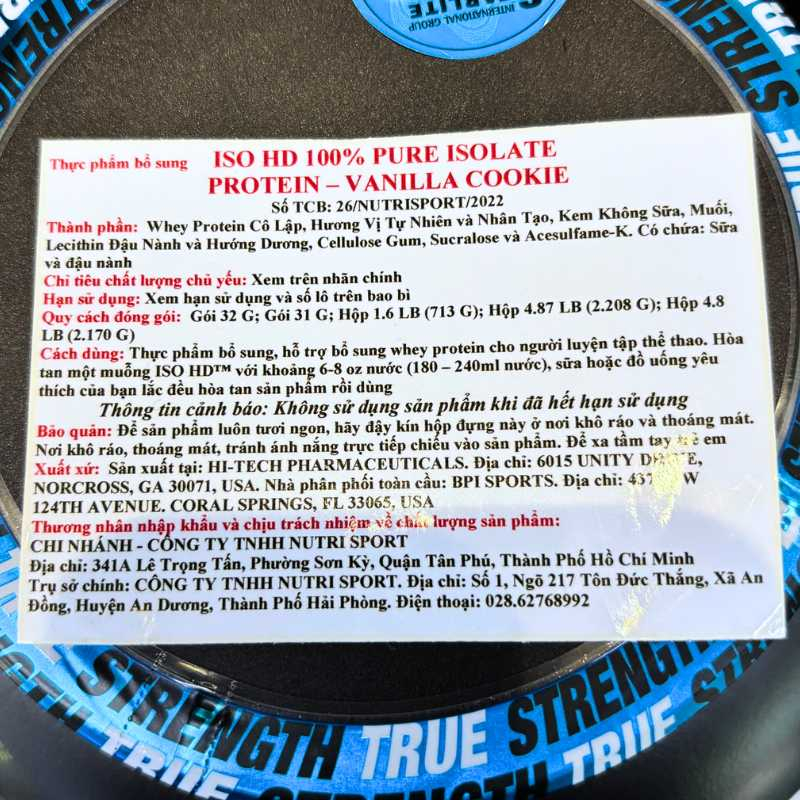 STARLITE
INTERNATIONAL GROUP
Thực phẩm bổ sung ISO HD 100% PURE ISOLATE
PROTEIN – VANILLA COOKIE
Số TCB: 26/NUTRISPORT/2022
Thành phần: Whey Protein Cô Lập, Hương Vị Tự Nhiên và Nhân Tạo, Kem Không Sữa, Muối,
Lecithin Đậu Nành và Hướng Dương, Cellulose Gum, Sucralose và Acesulfame-K. Có chứa: Sữa
và đậu nành
Chỉ tiêu chất lượng chủ yếu: Xem trên nhãn chính
Hạn sử dụng: Xem hạn sử dụng và số lô trên bao bì
Quy cách đóng gói: Gói 32 G; Gói 31 G; Hộp 1.6 LB (713 G); Hộp 4.87 LB (2.208 G); Hộp 4.8
LB (2.170 G)
Cách dùng: Thực phẩm bổ sung, hỗ trợ bổ sung whey protein cho người luyện tập thể thao. Hòa
tan một muỗng ISO HD™ với khoảng 6-8 oz nước (180 – 240ml nước), sữa hoặc đồ uống yêu
thích của bạn lắc đều hòa tan sản phẩm rồi dùng
Thông tin cảnh báo: Không sử dụng sản phẩm khi đã hết hạn sử dụng
Bảo quản: Để sản phẩm luôn tươi ngon, hãy đậy kín hộp đựng này ở nơi khô ráo và thoáng mát.
Nơi khô ráo, thoáng mát, tránh ánh nắng trực tiếp chiếu vào sản phẩm. Để xa tầm tay trẻ em
Xuất xứ: Sản xuất tại: HI-TECH PHARMACEUTICALS. Địa chỉ: 6015 UNITY DRIVE,
NORCROSS, GA 30071, USA. Nhà phân phối toàn cầu: BPI SPORTS. Địa chỉ:
124TH AVENUE. CORAL SPRINGS, FL 33065, USA
Thương nhân nhập khẩu và chịu trách nhiệm về chất lượng sản phẩm:
CHI NHÁNH - CÔNG TY TNHH NUTRI SPORT
Địa chỉ: 341A Lê Trọng Tấn, Phường Sơn Kỳ, Quận Tân Phú, Thành Phố Hồ Chí Minh
Trụ sở chính: CÔNG TY TNHH NUTRI SPORT. Địa chỉ: Số 1, Ngõ 217 Tôn Đức Thắng, Xã An
Đồng, Huyện An Dương, Thành Phố Hải Phòng. Điện thoại: 028.62768992
STRENGTH TRUE STRENGTH
TRUE STRENGTH TRUE